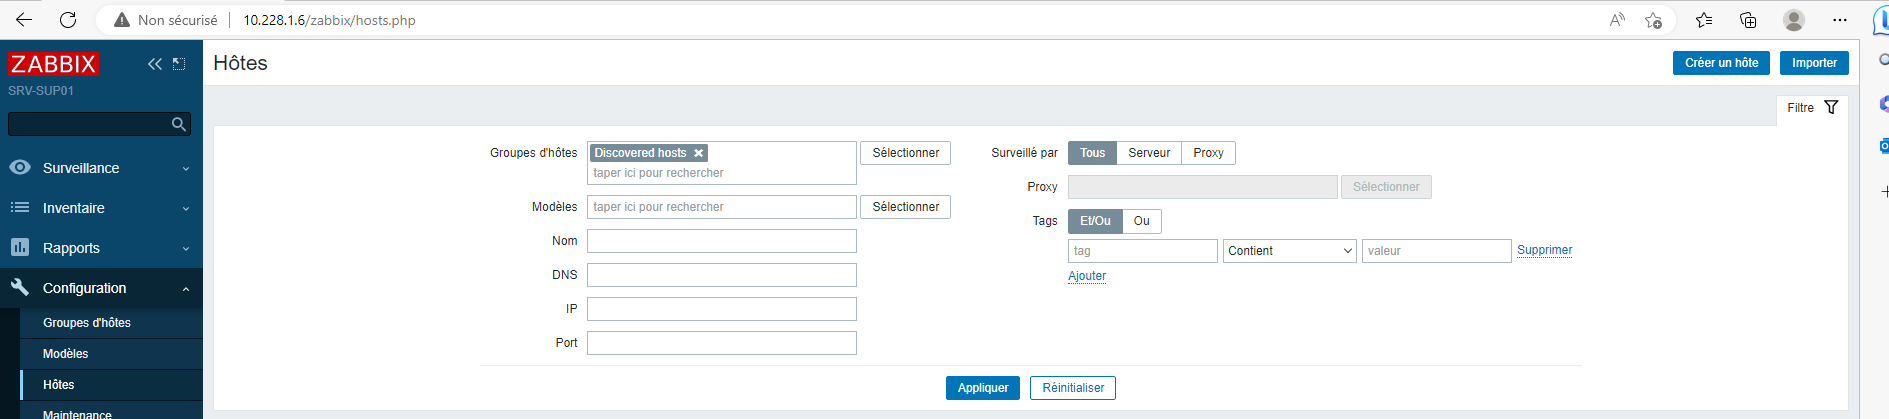 Non sécurisé 10.228.1.6/zabbix/hosts.php
ZABBIX
SRV-SUP01
Surveillance
Inventaire
Rapports
Configuration
Groupes d'hôtes
Modèles
Hôtes
Maintenance
Hôtes
Créer un hôte Importer
Filtre
Groupes d'hôtes Discovered hosts Sélectionner
taper ici pour rechercher
Modèles taper ici pour rechercher Sélectionner
Nom
DNS
IP
Port
Surveillé par Tous Serveur Proxy
Proxy Sélectionner
Tags Et/Ou Ou
tag Contient valeur Supprimer
Ajouter
Appliquer Réinitialiser